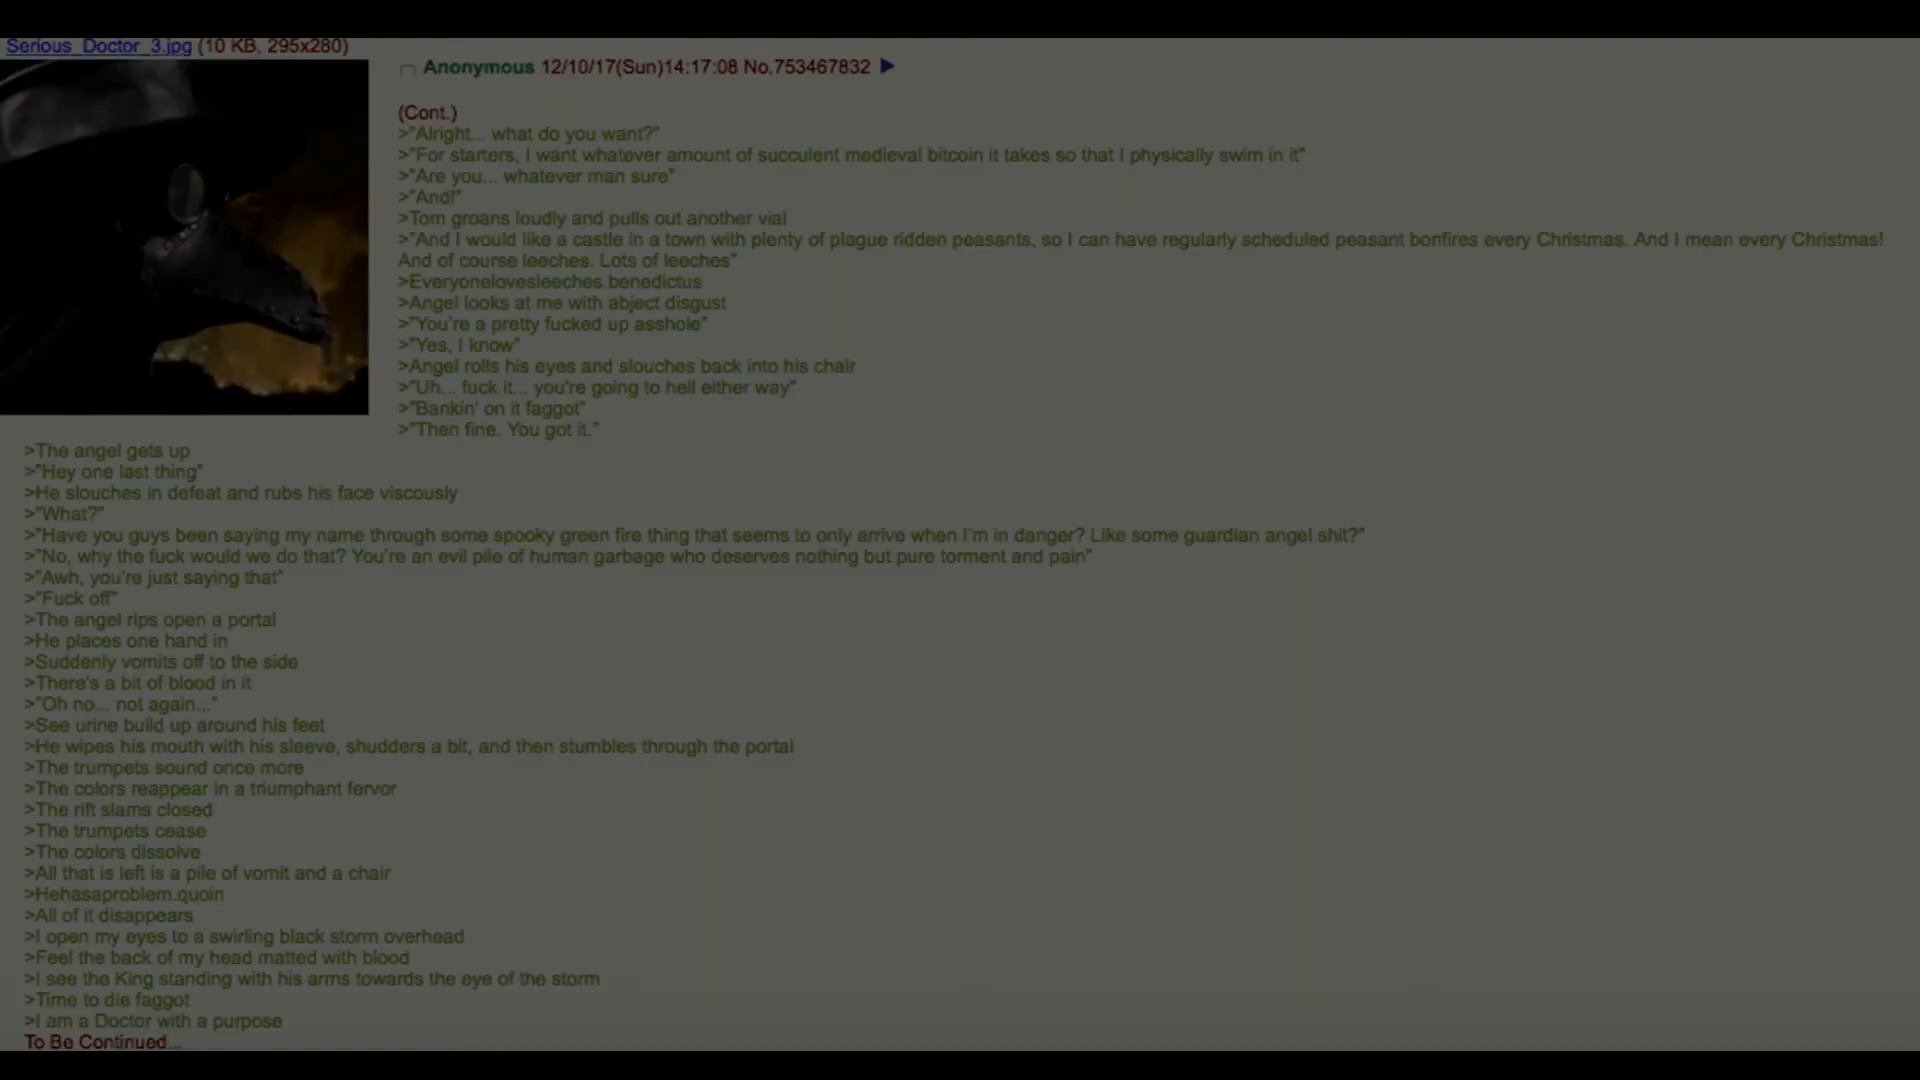 Serious_Doctor_3.jpg (10 KB, 295x280)
Anonymous 12/10/17(Sun)14:17:08 No.753467832
(Cont.)
>"Alright... what do you want?"
>"For starters, I want whatever amount of succulent medieval bitcoin it takes so that I physically swim in it"
>"Are you... whatever man sure"
>"And!"
>Tom groans loudly and pulls out another vial
>"And I would like a castle in a town with plenty of plague ridden peasants, so I can have regularly scheduled peasant bonfires every Christmas. And I mean every Christmas!
And of course leeches. Lots of leeches"
>Everyonelovesleeches.benedictus
>Angel looks at me with abject disgust
>"You're a pretty fucked up asshole"
>"Yes, I know"
>Angel rolls his eyes and slouches back into his chair
>"Uh... fuck it... you're going to hell either way"
>"Bankin' on it faggot"
>"Then fine. You got it."
>The angel gets up
>"Hey one last thing"
>He slouches in defeat and rubs his face viscously
>"What?"
>"Have you guys been saying my name through some spooky green fire thing that seems to only arrive when I'm in danger? Like some guardian angel shit?"
>"No, why the fuck would we do that? You're an evil pile of human garbage who deserves nothing but pure torment and pain"
>"Awh, you're just saying that"
>"Fuck off"
>The angel rips open a portal
>He places one hand in
>Suddenly vomits off to the side
>There's a bit of blood in it
>"Oh no... not again..."
>See urine build up around his feet
>He wipes his mouth with his sleeve, shudders a bit, and then stumbles through the portal
>The trumpets sound once more
>The colors reappear in a triumphant fervor
>The rift slams closed
>The trumpets cease
>The colors dissolve
>All that is left is a pile of vomit and a chair
>Hehasaproblem.quoin
>All of it disappears
>I open my eyes to a swirling black storm overhead
>Feel the back of my head matted with blood
>I see the King standing with his arms towards the eye of the storm
>Time to die faggot
>I am a Doctor with a purpose
To Be Continued...